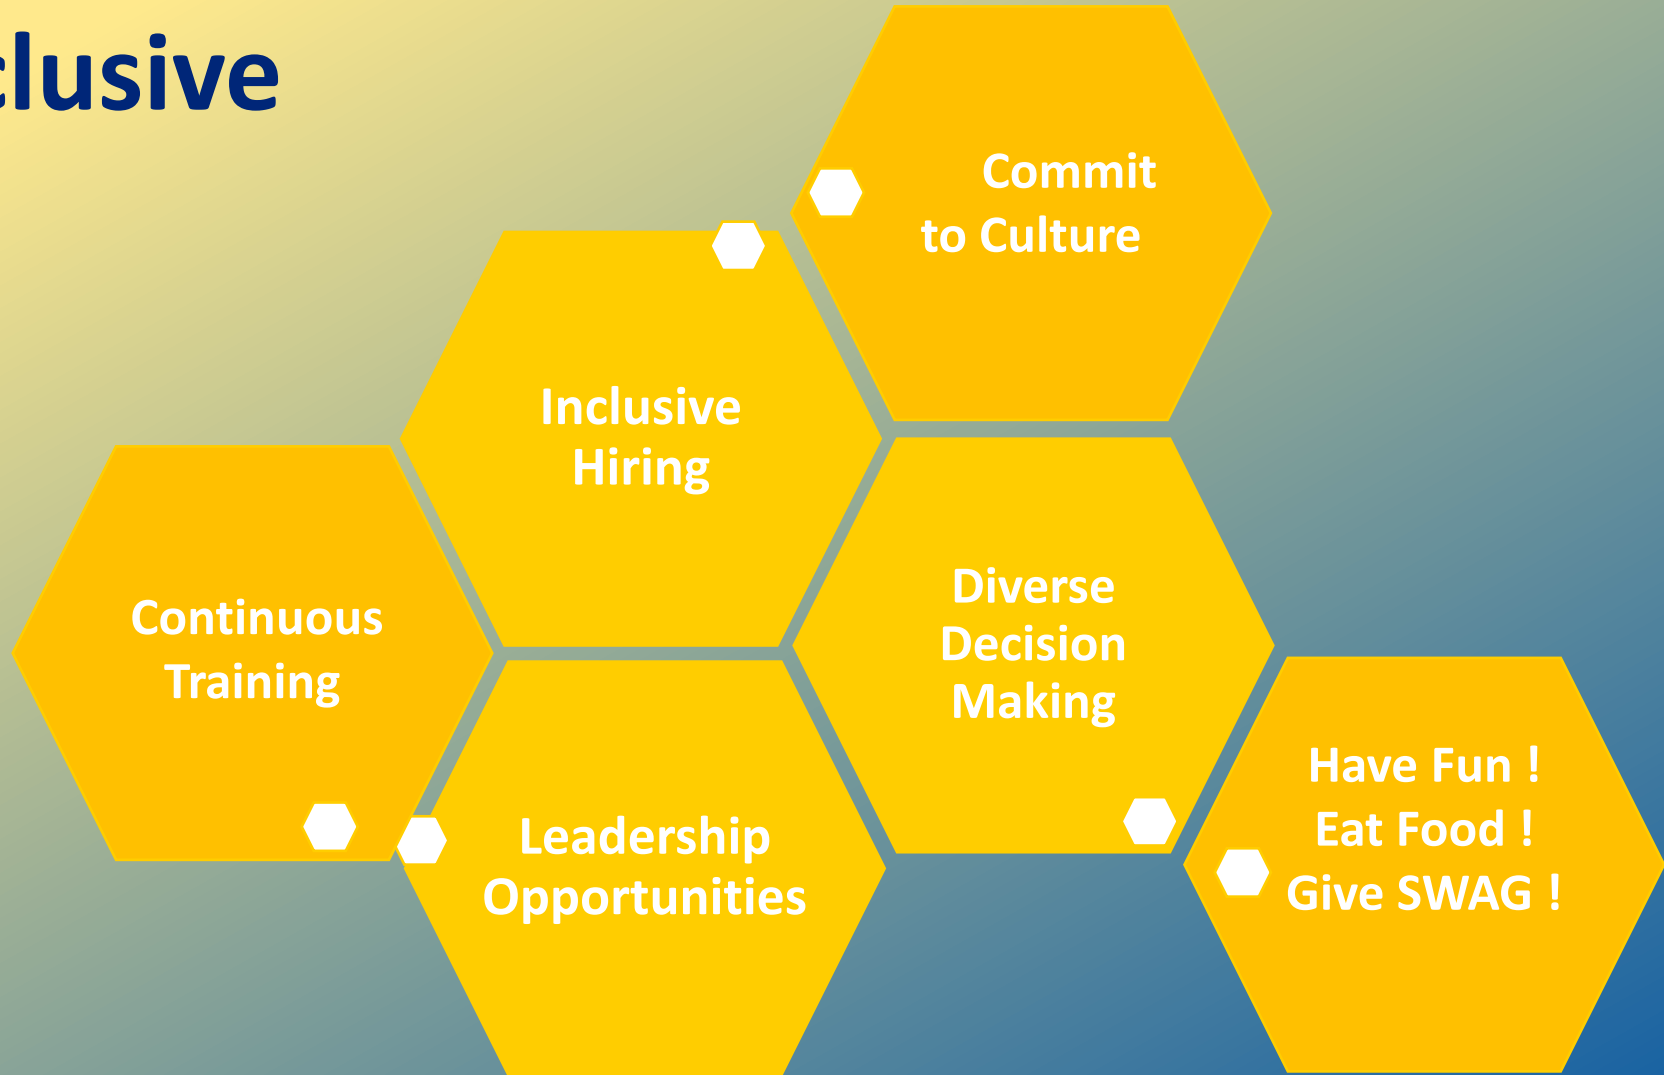 clusive
Commit
to Culture
Inclusive
Hiring
Diverse
Decision
Making
Continuous
Training
Leadership
Opportunities
Have Fun !
Eat Food !
Give SWAG !